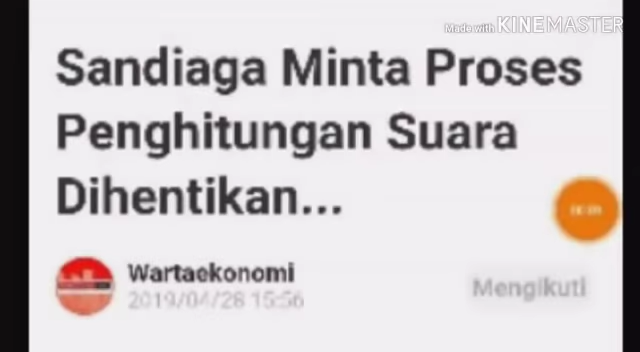 Made with KINEMASTER
Sandiaga Minta Proses
Penghitungan Suara
Dihentikan...
Wartaekonomi
2019/04/28 15:56
Mengikuti